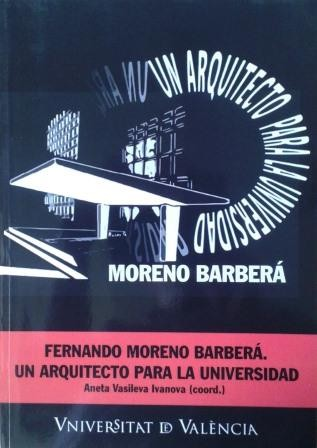 UN ARQUITECTO PARA LA UNIVERSIDAD
MORENO BARBERÁ
FERNANDO MORENO BARBERÁ.
UN ARQUITECTO PARA LA UNIVERSIDAD
Aneta Vasileva Ivanova (coord.)
VNIVERSITAT DE VALÈNCIA